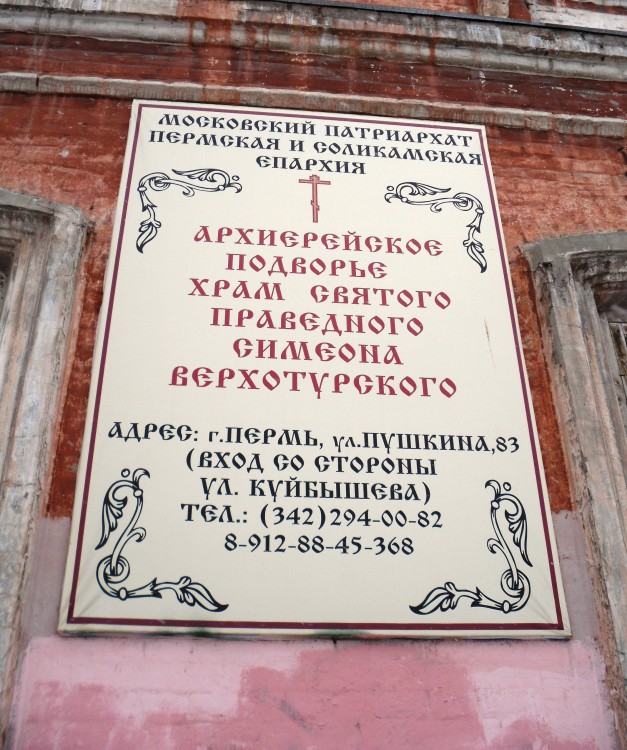 МОСКОВСКИЙ ПАТРИАРХАТ
ПЕРМСКАЯ И СОЛИКАМСКАЯ
ЕПАРХИЯ
АРХИЕРЕЙСКОЕ
ПОДВОРЬЕ
ХРАМ СВЯТОГО
ПРАВЕДНОГО
СИМЕОНА
ВЕРХОТУРСКОГО
АДРЕС: г.ПЕРМЬ, ул.ПУШКИНА,83
(ВХОД СО СТОРОНЫ
УЛ. КУЙБЫШЕВА)
ТЕЛ.: (342)294-00-82
8-912-88-45-368